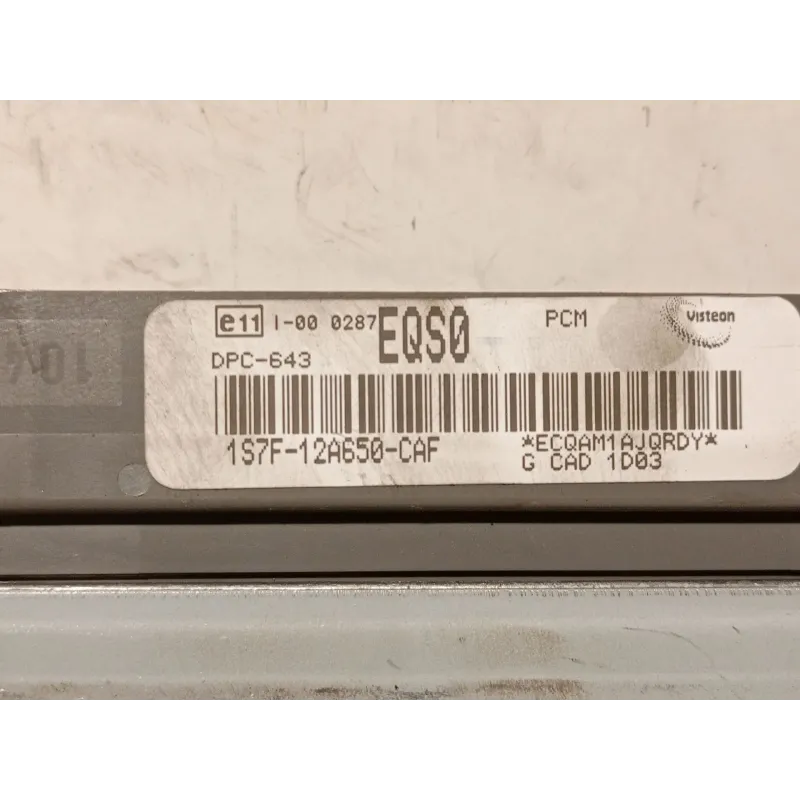 e11 I-00 0287 EQS0 PCM Visteon
DPC-643
1S7F-12A650-CAF *ECQAM1AJQRDY*
G CAD 1D03